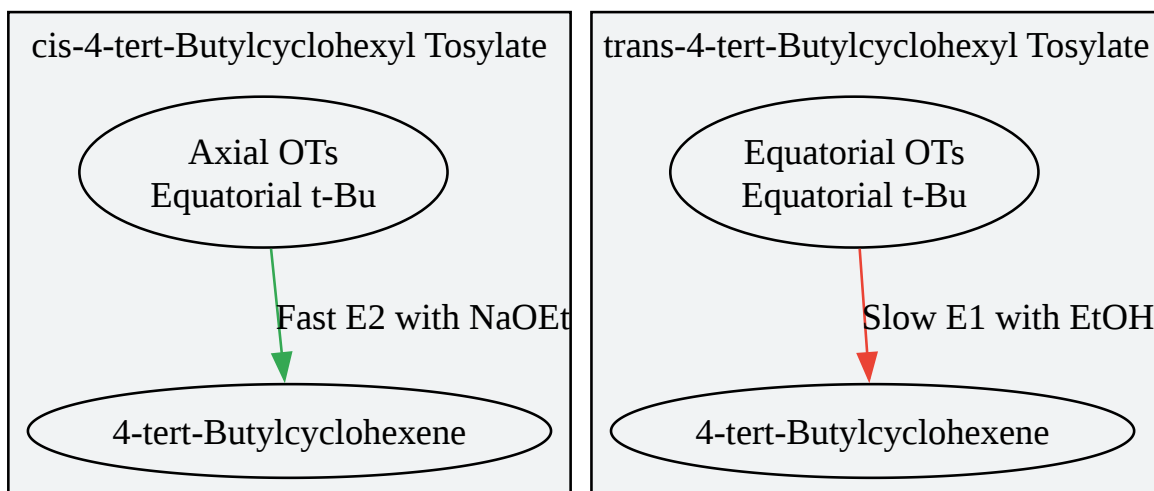 cis-4-tert-Butylcyclohexyl Tosylate
Axial OTs
Equatorial t-Bu
Fast E2 with NaOEt
4-tert-Butylcyclohexene
trans-4-tert-Butylcyclohexyl Tosylate
Equatorial OTs
Equatorial t-Bu
Slow E1 with EtOH
4-tert-Butylcyclohexene